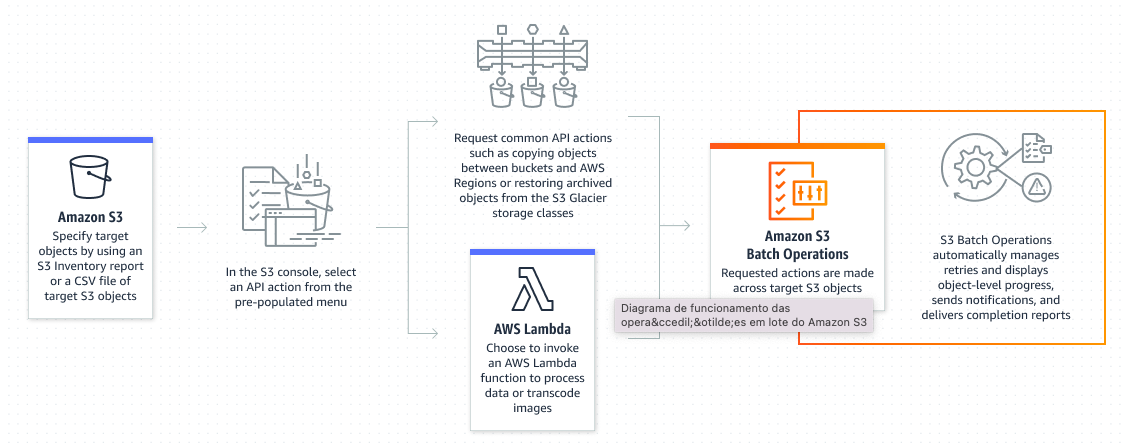 Amazon S3
Specify target
objects by using an
S3 Inventory report
or a CSV file of
target S3 objects
In the S3 console, select
an API action from the
pre-populated menu
Request common API actions
such as copying objects
between buckets and AWS
Regions or restoring archived
objects from the S3 Glacier
storage classes
AWS Lambda
Choose to invoke
an AWS Lambda
function to process
data or transcode
images
Amazon S3
Batch Operations
Requested actions are made
across target S3 objects
Diagrama de funcionamento das
opera&ccedil;&otilde;es em lote do Amazon S3
S3 Batch Operations
automatically manages
retries and displays
object-level progress,
sends notifications, and
delivers completion reports